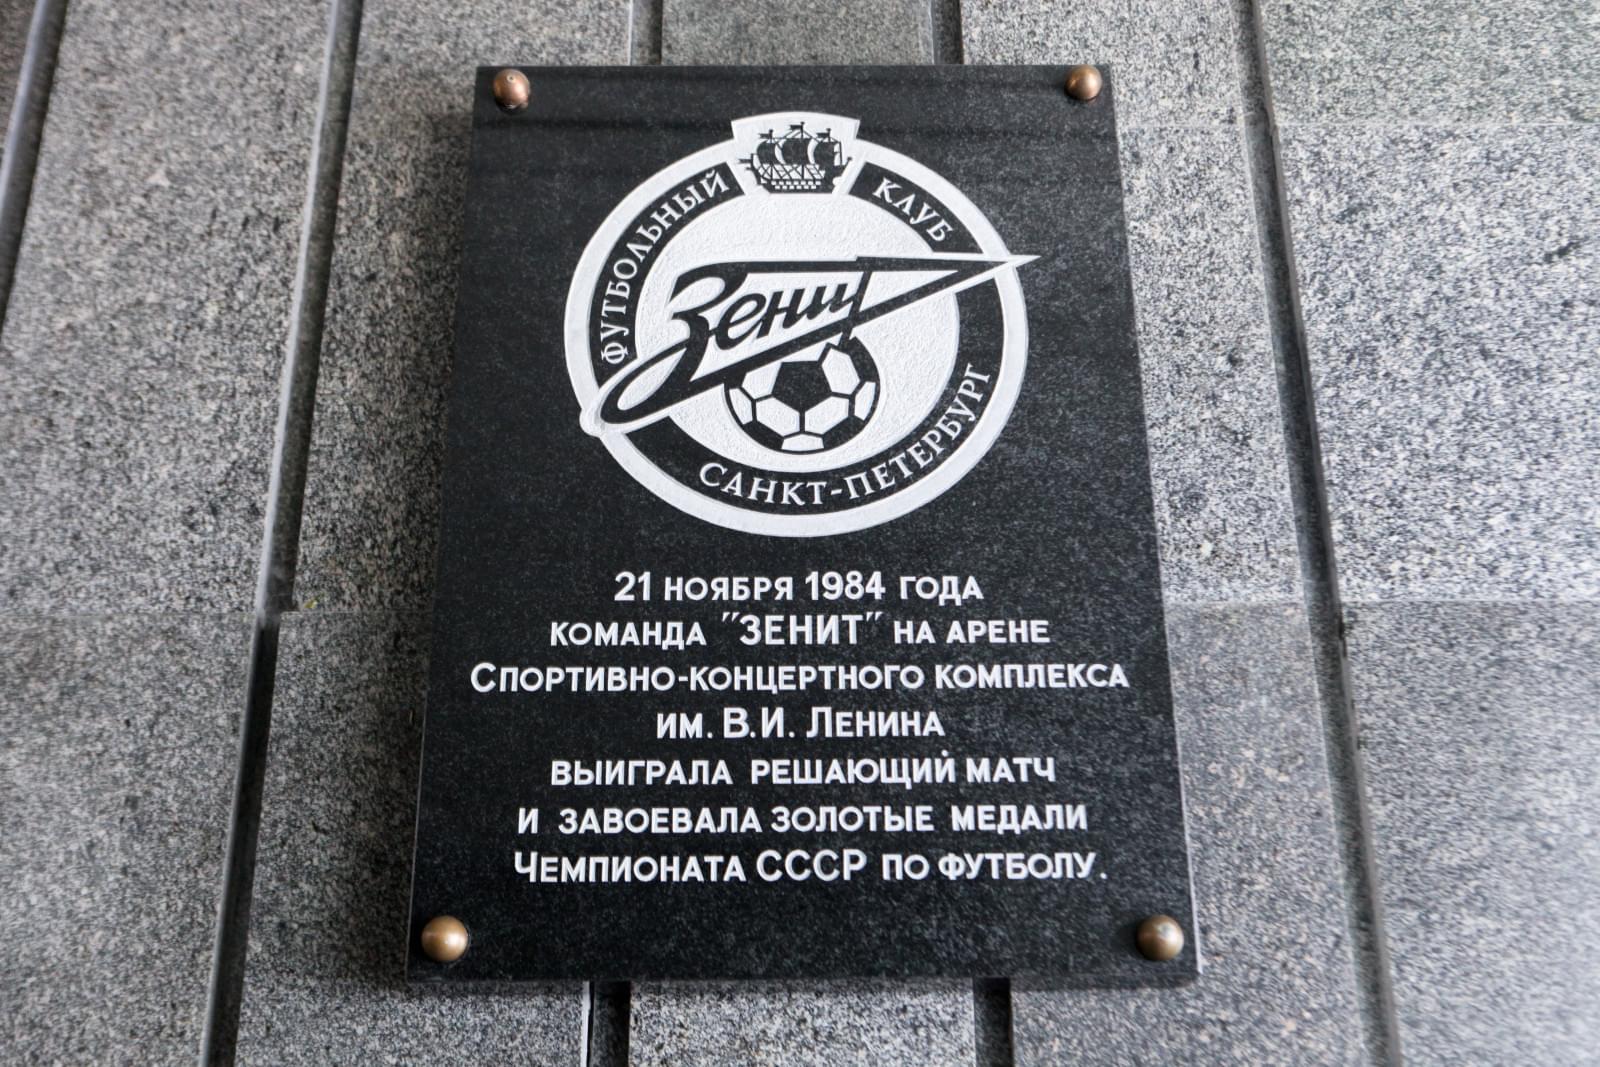 ФУТБОЛЬНЫЙ КЛУБ
Зенит
САНКТ-ПЕТЕРБУРГ
21 НОЯБРЯ 1984 ГОДА
КОМАНДА "ЗЕНИТ" НА АРЕНЕ
СПОРТИВНО-КОНЦЕРТНОГО КОМПЛЕКСА
ИМ. В.И. ЛЕНИНА
ВЫИГРАЛА РЕШАЮЩИЙ МАТЧ
И ЗАВОЕВАЛА ЗОЛОТЫЕ МЕДАЛИ
ЧЕМПИОНАТА СССР ПО ФУТБОЛУ.